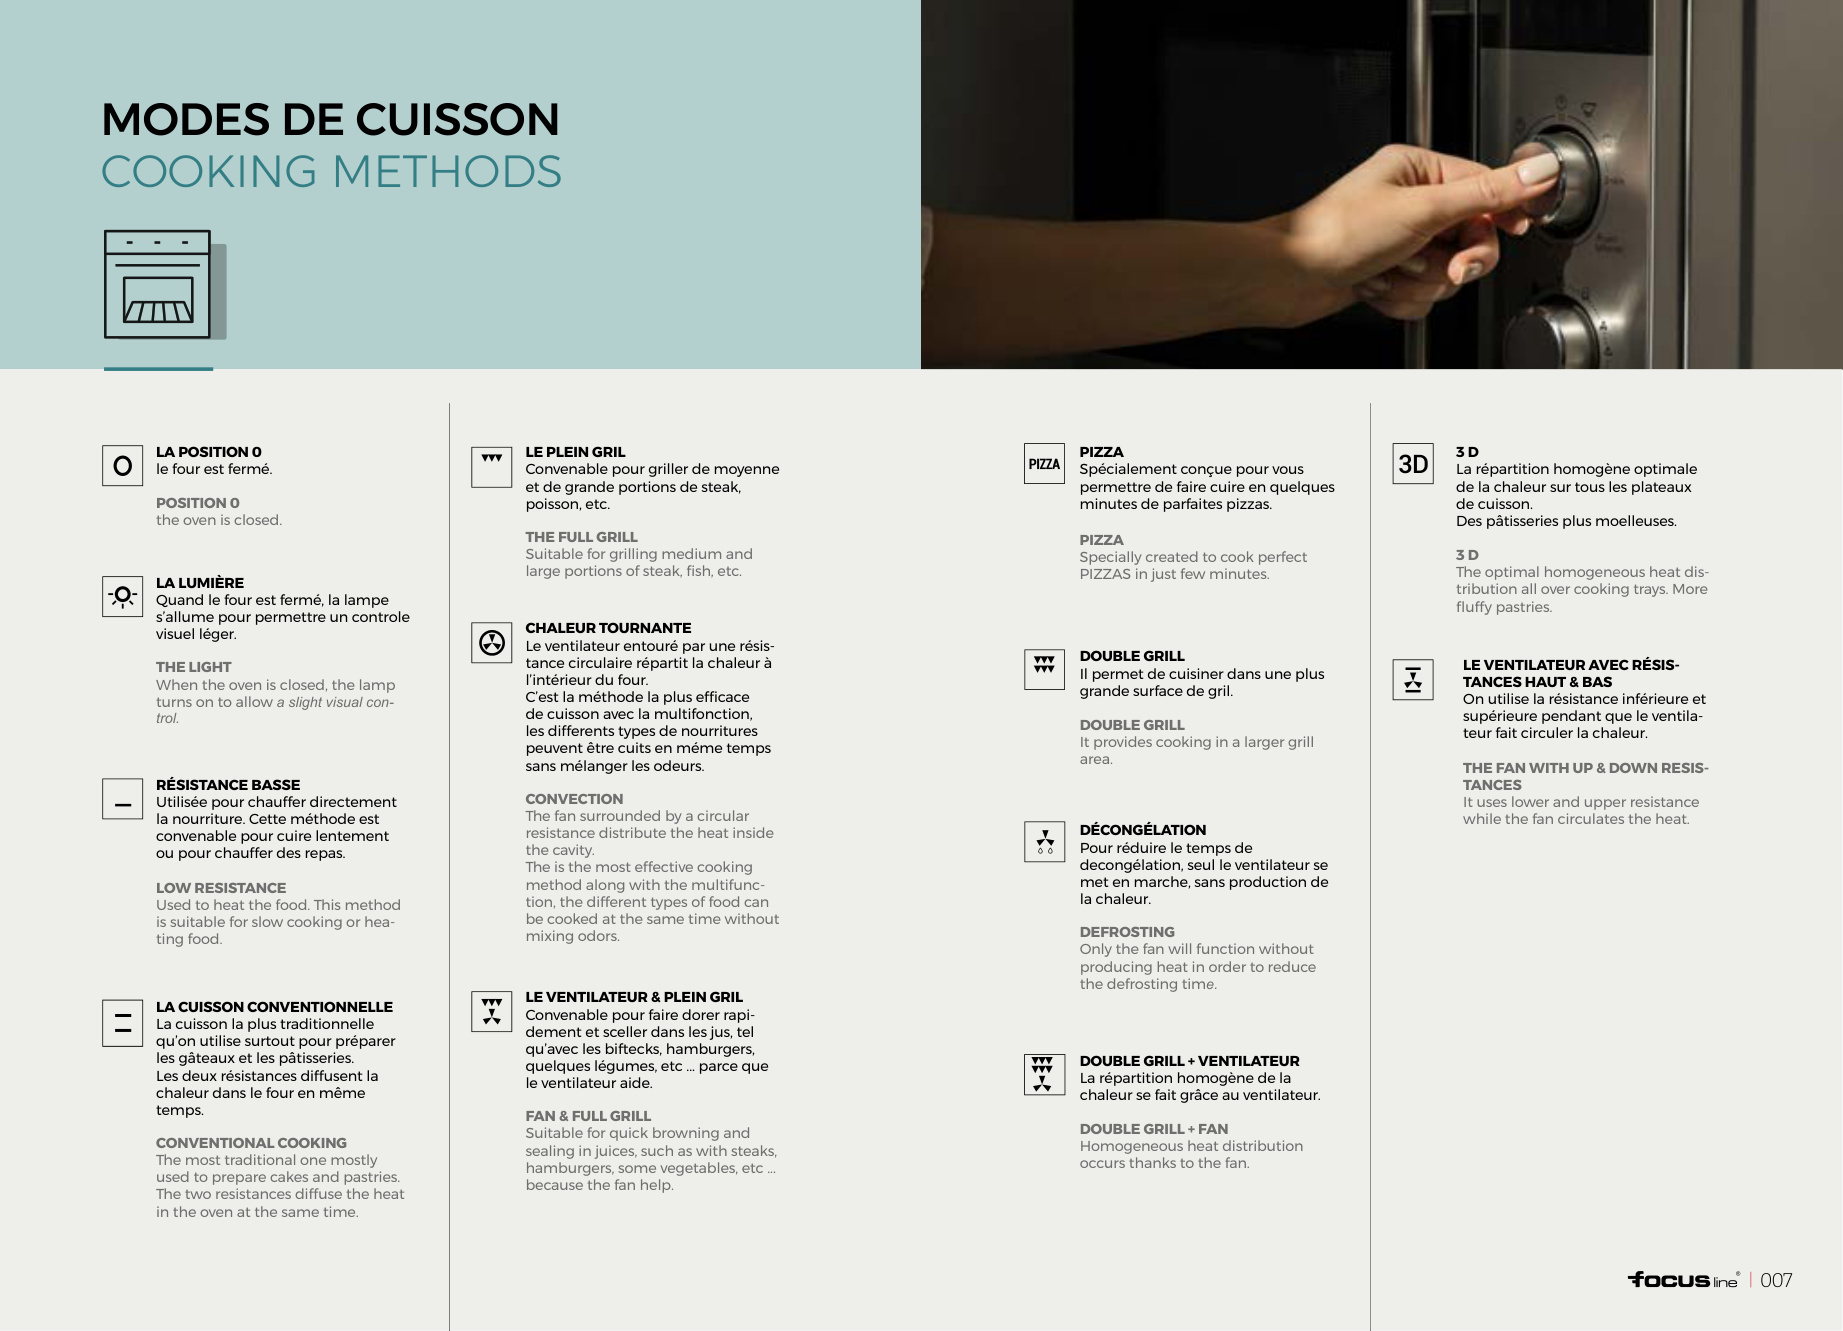 MODES DE CUISSON
COOKING METHODS
O
LA POSITION 0
le four est fermé.
POSITION 0
the oven is closed.
LA LUMIÈRE
Quand le four est fermé, la lampe
s'allume pour permettre un controle
visuel léger.
THE LIGHT
When the oven is closed, the lamp
turns on to allow a slight visual con-
trol.
RÉSISTANCE BASSE
Utilisée pour chauffer directement
la nourriture. Cette méthode est
convenable pour cuire lentement
ou pour chauffer des repas.
LOW RESISTANCE
Used to heat the food. This method
is suitable for slow cooking or hea-
ting food.
LA CUISSON CONVENTIONNELLE
La cuisson la plus traditionnelle
qu'on utilise surtout pour préparer
les gâteaux et les pâtisseries.
Les deux résistances diffusent la
chaleur dans le four en même
temps.
CONVENTIONAL COOKING
The most traditional one mostly
used to prepare cakes and pastries.
The two resistances diffuse the heat
in the oven at the same time.
LE PLEIN GRIL
Convenable pour griller de moyenne
et de grande portions de steak,
poisson, etc.
THE FULL GRILL
Suitable for grilling medium and
large portions of steak, fish, etc.
CHALEUR TOURNANTE
Le ventilateur entouré par une résis-
tance circulaire répartit la chaleur à
l'intérieur du four.
C'est la méthode la plus efficace
de cuisson avec la multifonction,
les differents types de nourritures
peuvent être cuits en méme temps
sans mélanger les odeurs.
CONVECTION
The fan surrounded by a circular
resistance distribute the heat inside
the cavity.
The is the most effective cooking
method along with the multifunc-
tion, the different types of food can
be cooked at the same time without
mixing odors.
LE VENTILATEUR & PLEIN GRIL
Convenable pour faire dorer rapi-
dement et sceller dans les jus, tel
qu'avec les biftecks, hamburgers,
quelques légumes, etc ... parce que
le ventilateur aide.
FAN & FULL GRILL
Suitable for quick browning and
sealing in juices, such as with steaks,
hamburgers, some vegetables, etc ...
because the fan help.
PIZZA
PIZZA
Spécialement conçue pour vous
permettre de faire cuire en quelques
minutes de parfaites pizzas.
PIZZA
Specially created to cook perfect
PIZZAS in just few minutes.
DOUBLE GRILL
Il permet de cuisiner dans une plus
grande surface de gril.
DOUBLE GRILL
It provides cooking in a larger grill
area.
DÉCONGÉLATION
Pour réduire le temps de
decongélation, seul le ventilateur se
met en marche, sans production de
la chaleur.
DEFROSTING
Only the fan will function without
producing heat in order to reduce
the defrosting time.
DOUBLE GRILL + VENTILATEUR
La répartition homogène de la
chaleur se fait grâce au ventilateur.
DOUBLE GRILL + FAN
Homogeneous heat distribution
occurs thanks to the fan.
3D
3 D
La répartition homogène optimale
de la chaleur sur tous les plateaux
de cuisson.
Des pâtisseries plus moelleuses.
3 D
The optimal homogeneous heat dis-
tribution all over cooking trays. More
fluffy pastries.
LE VENTILATEUR AVEC RÉSIS-
TANCES HAUT & BAS
On utilise la résistance inférieure et
supérieure pendant que le ventila-
teur fait circuler la chaleur.
THE FAN WITH UP & DOWN RESIS-
TANCES
It uses lower and upper resistance
while the fan circulates the heat.
focus line® | 007